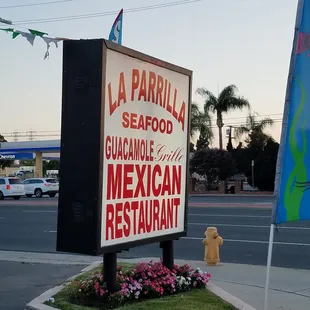 LA PARRILLA
SEAFOOD
GUACAMOLE Grille
MEXICAN
RESTAURANT